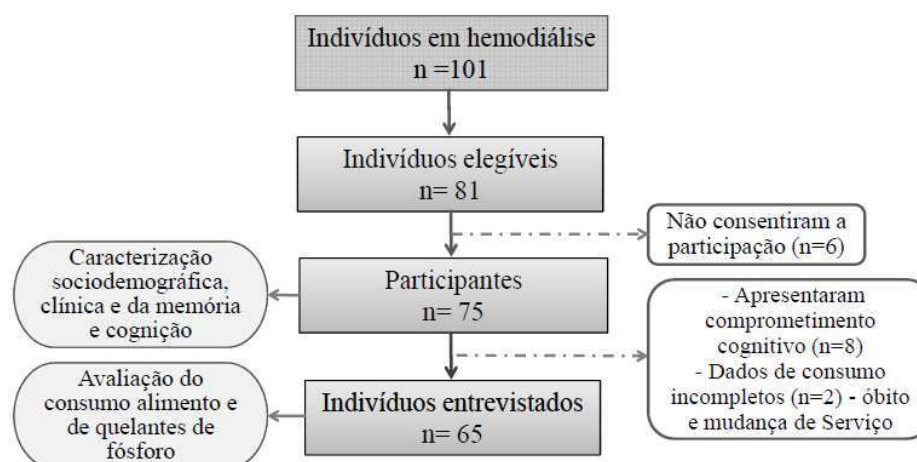 Indivíduos em hemodiálise
n =101
Indivíduos elegíveis
n= 81
Não consentiram a
participação (n=6)
Caracterização
sociodemográfica,
clínica e da memória
e cognição
Participantes
n= 75
- Apresentaram
comprometimento
cognitivo (n=8)
- Dados de consumo
incompletos (n=2) - óbito
e mudança de Serviço
Avaliação do
consumo alimento e
de quelantes de
fósforo
Indivíduos entrevistados
n= 65